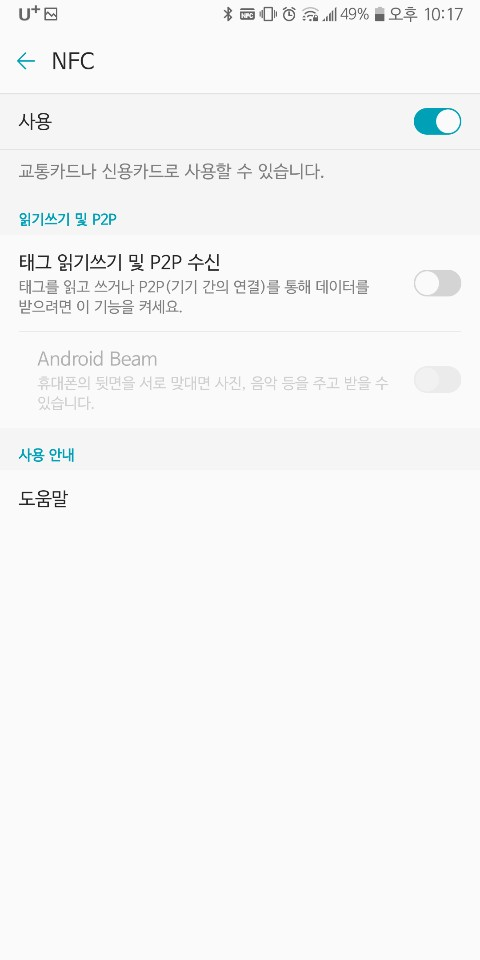 U+ NFC 49% 오후 10:17
NFC
사용
교통카드나 신용카드로 사용할 수 있습니다.
읽기쓰기 및 P2P
태그 읽기쓰기 및 P2P 수신
태그를 읽고 쓰거나 P2P(기기 간의 연결)를 통해 데이터를
받으려면 이 기능을 켜세요.
Android Beam
휴대폰의 뒷면을 서로 맞대면 사진, 음악 등을 주고 받을 수
있습니다.
사용 안내
도움말